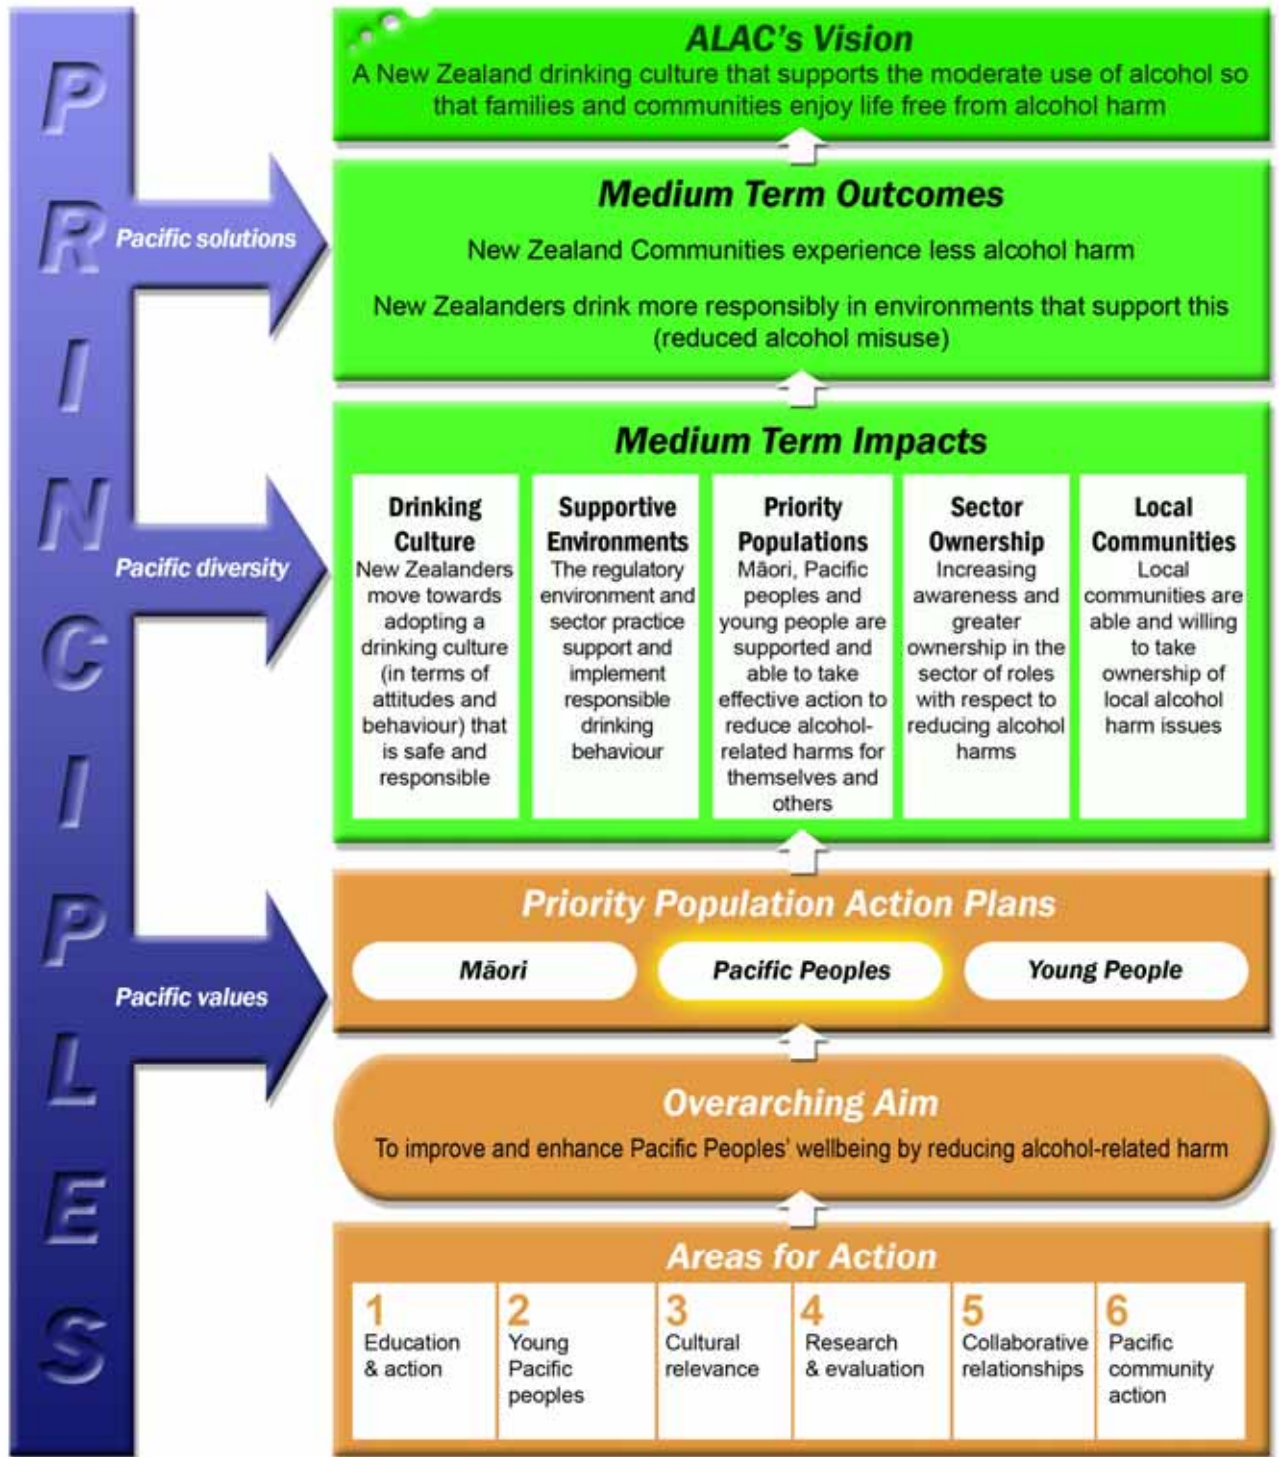 PRINCIPLES
ALAC's Vision
A New Zealand drinking culture that supports the moderate use of alcohol so
that families and communities enjoy life free from alcohol harm
Pacific solutions
Medium Term Outcomes
New Zealand Communities experience less alcohol harm
New Zealanders drink more responsibly in environments that support this
(reduced alcohol misuse)
Pacific diversity
Medium Term Impacts
Drinking
Culture
New Zealanders
move towards
adopting a
drinking culture
(in terms of
attitudes and
behaviour) that
is safe and
responsible
Supportive
Environments
The regulatory
environment and
sector practice
support and
implement
responsible
drinking
behaviour
Priority
Populations
Māori, Pacific
peoples and
young people are
supported and
able to take
effective action to
reduce alcohol-
related harms for
themselves and
others
Sector
Ownership
Increasing
awareness and
greater
ownership in the
sector of roles
with respect to
reducing alcohol
harms
Local
Communities
Local
communities are
able and willing
to take
ownership of
local alcohol
harm issues
Pacific values
Priority Population Action Plans
Māori
Pacific Peoples
Young People
Overarching Aim
To improve and enhance Pacific Peoples' wellbeing by reducing alcohol-related harm
Areas for Action
1
Education
& action
2
Young
Pacific
peoples
3
Cultural
relevance
4
Research
& evaluation
5
Collaborative
relationships
6
Pacific
community
action